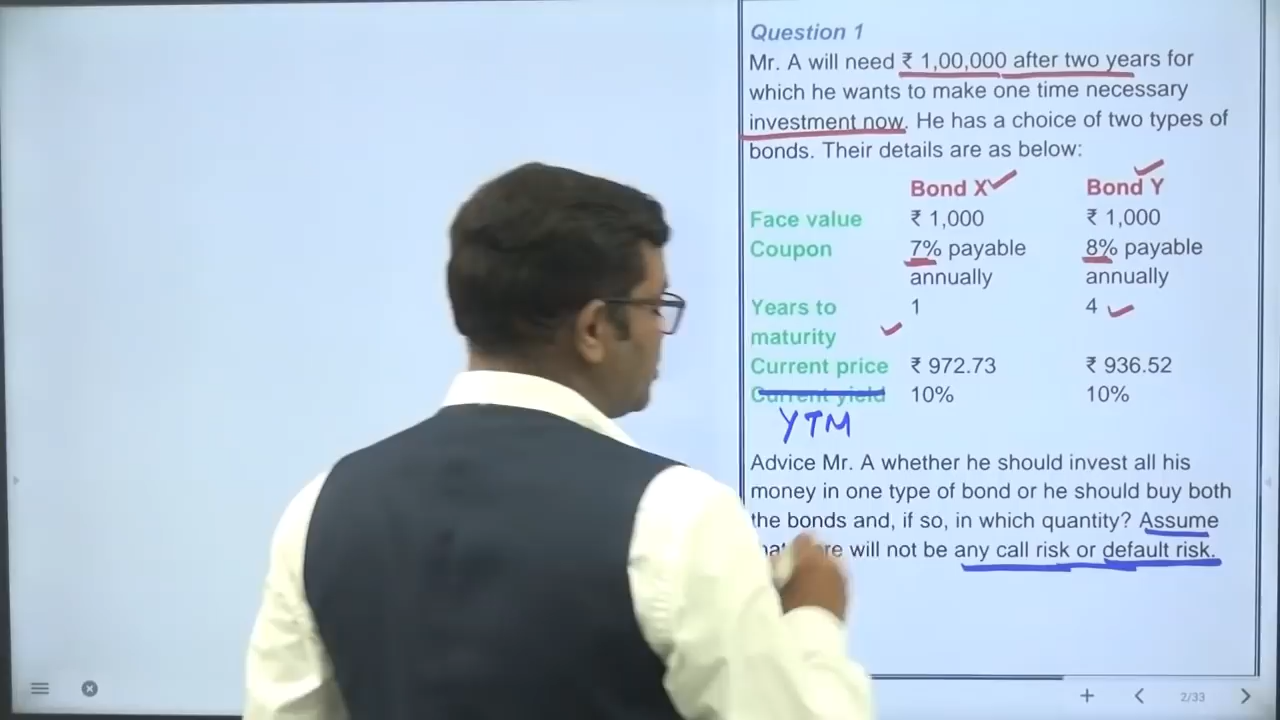 Question 1
Mr. A will need ₹ 1,00,000 after two years for
which he wants to make one time necessary
investment now. He has a choice of two types of
bonds. Their details are as below:
Bond X Bond Y
Face value ₹ 1,000 ₹ 1,000
Coupon 7% payable annually 8% payable annually
Years to maturity 1 4
Current price ₹ 972.73 ₹ 936.52
Current yield 10% 10%
YTM
Advice Mr. A whether he should invest all his
money in one type of bond or he should buy both
the bonds and, if so, in which quantity? Assume
will not be any call risk or default risk.
2/33